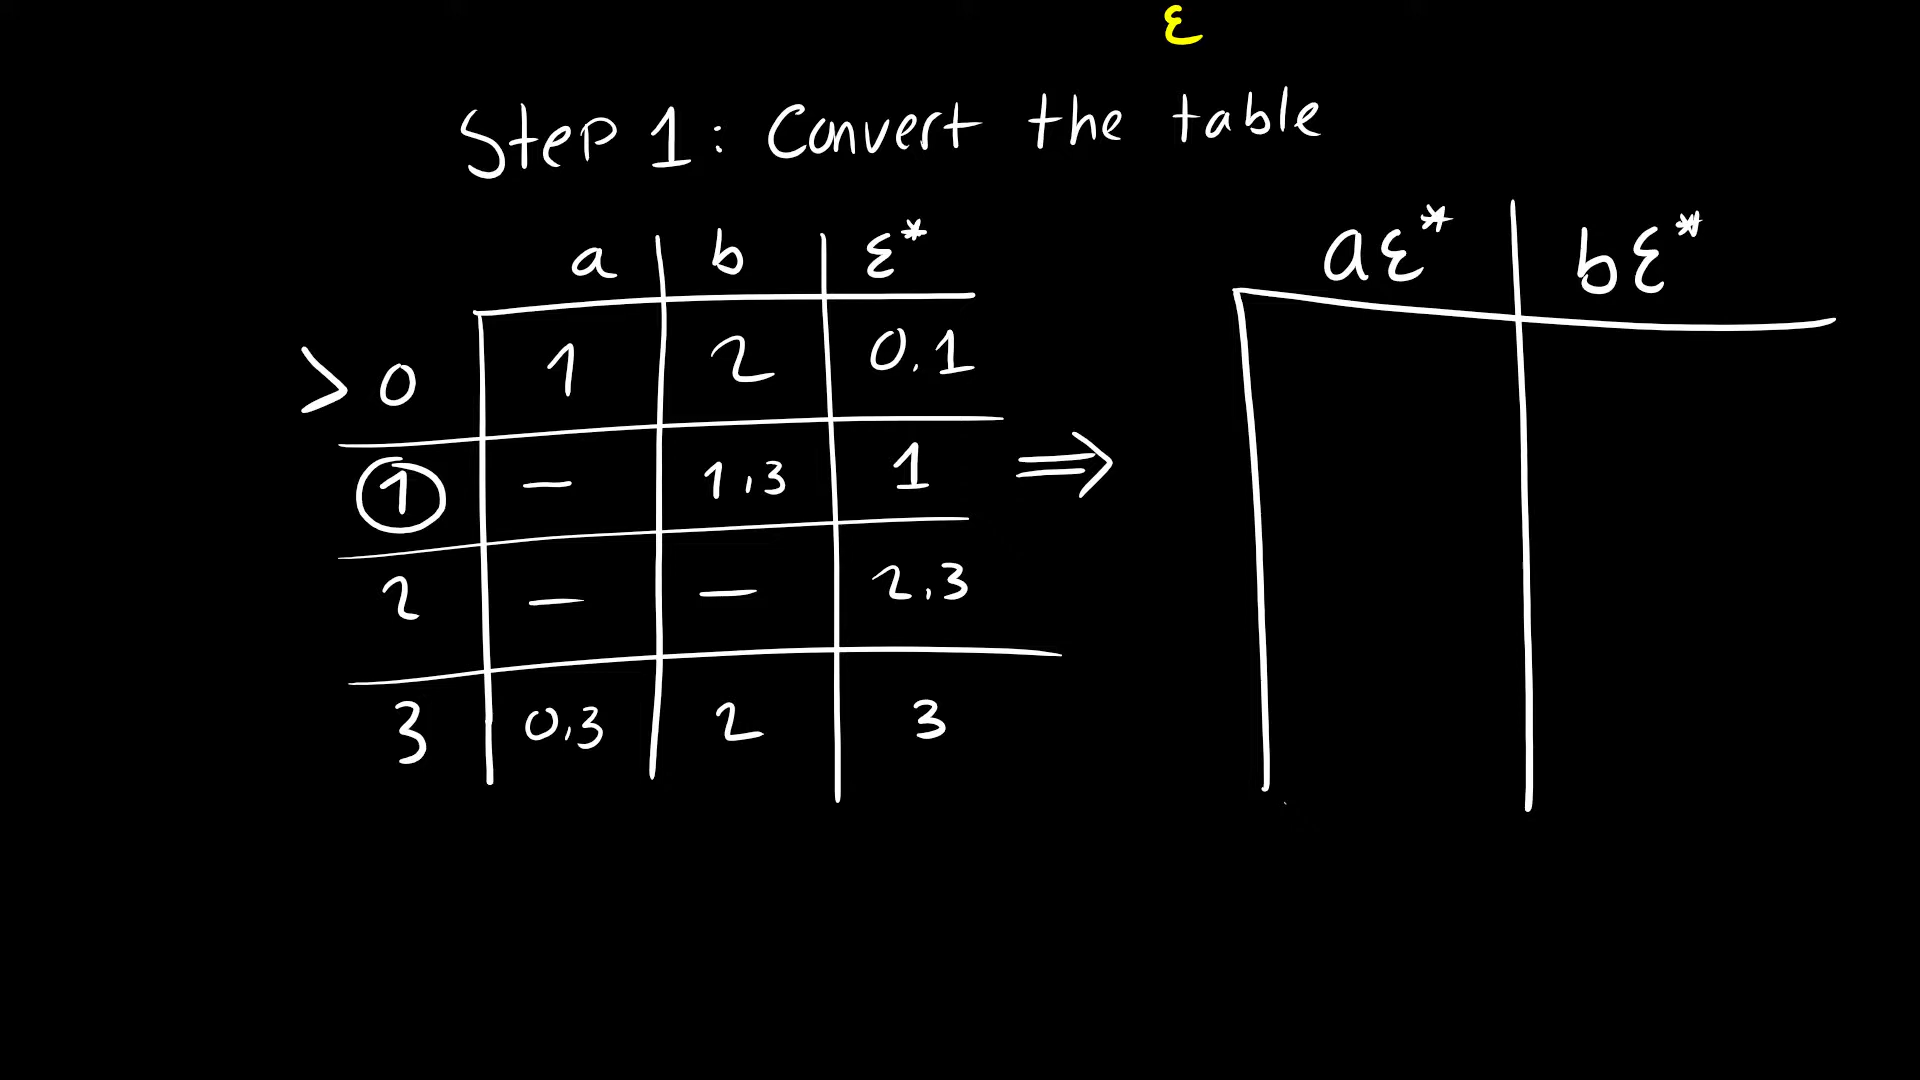 ε
Step 1: Convert the table
a b ε* aε* bε*
> 0 1 2 0,1
1 — 1,3 1 ⇒
2 — — 2,3
3 0,3 2 3